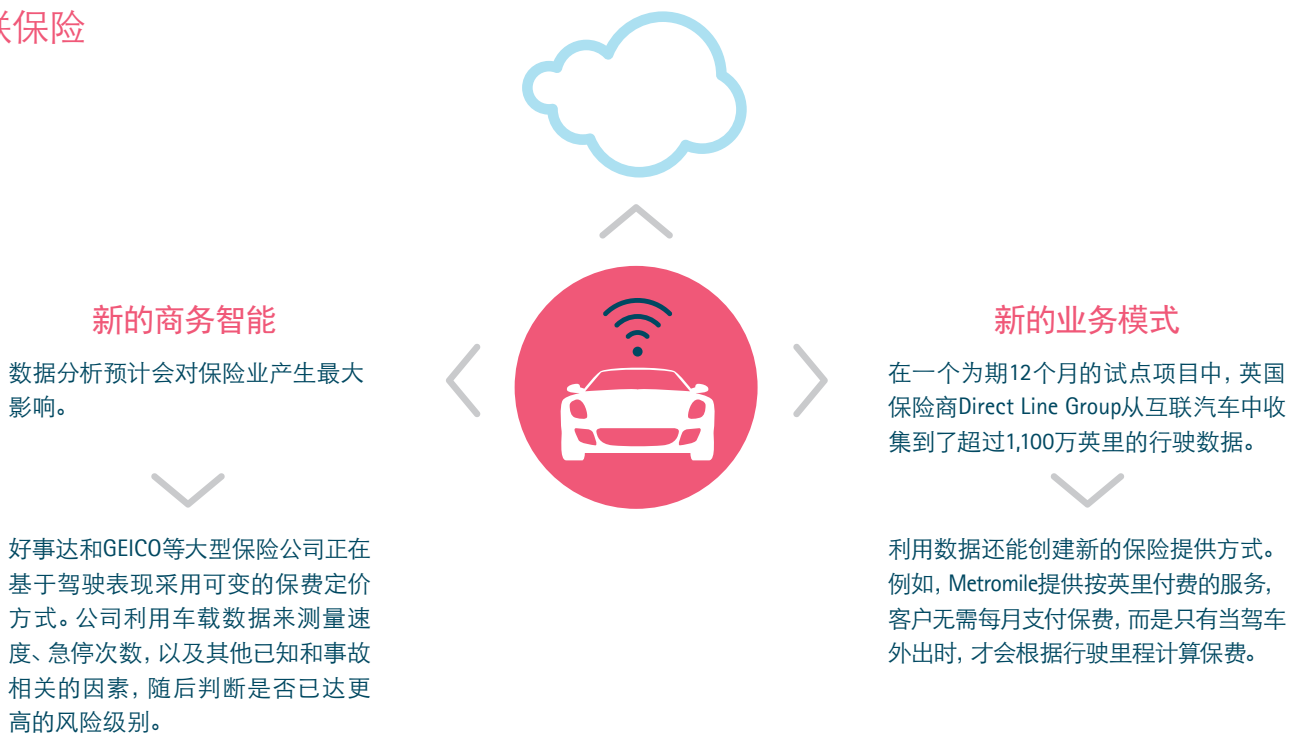 联保险
新的商务智能
数据分析预计会对保险业产生最大
影响。
好事达和GEICO等大型保险公司正在
基于驾驶表现采用可变的保费定价
方式。公司利用车载数据来测量速
度、急停次数，以及其他已知和事故
相关的因素，随后判断是否已达更
高的风险级别。
新的业务模式
在一个为期12个月的试点项目中，英国
保险商Direct Line Group从互联汽车中收
集到了超过1,100万英里的行驶数据。
利用数据还能创建新的保险提供方式。
例如，Metromile提供按英里付费的服务，
客户无需每月支付保费，而是只有当驾车
外出时，才会根据行驶里程计算保费。